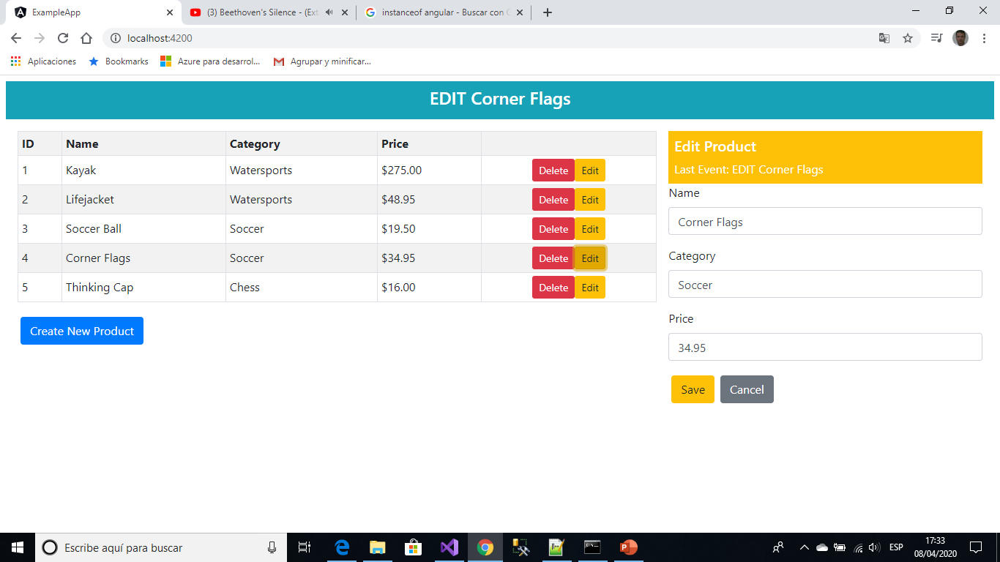 ExampleApp
(3) Beethoven's Silence - (Ext
instanceof angular - Buscar con G
localhost:4200
Aplicaciones
Bookmarks
Azure para desarrol...
Agrupar y minificar...
EDIT Corner Flags
ID Name Category Price
1 Kayak Watersports $275.00 Delete Edit
2 Lifejacket Watersports $48.95 Delete Edit
3 Soccer Ball Soccer $19.50 Delete Edit
4 Corner Flags Soccer $34.95 Delete Edit
5 Thinking Cap Chess $16.00 Delete Edit
Create New Product
Edit Product
Last Event: EDIT Corner Flags
Name
Corner Flags
Category
Soccer
Price
34.95
Save Cancel
Escribe aquí para buscar
ESP
17:33
08/04/2020